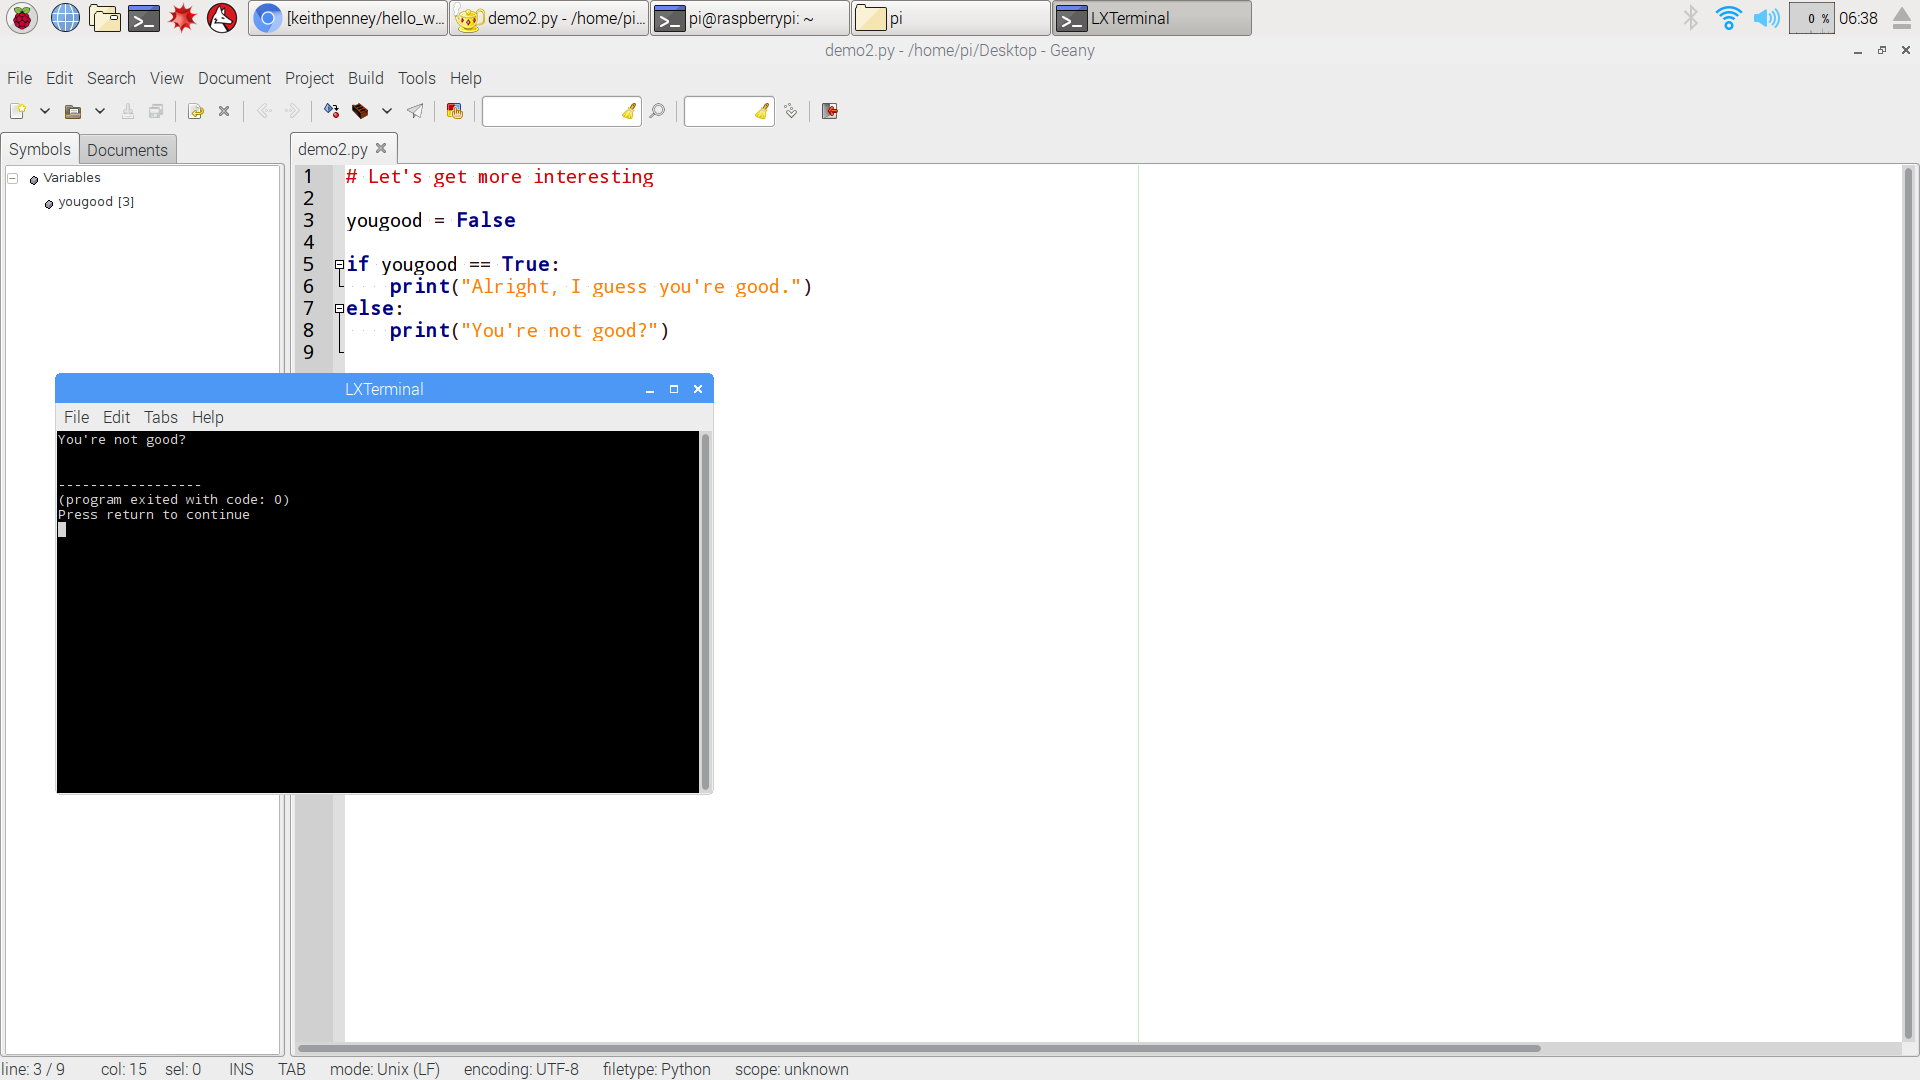 [keithpenney/hello_w...
demo2.py - /home/pi...
pi@raspberrypi: ~
pi
LXTerminal
0 %
06:38
demo2.py - /home/pi/Desktop - Geany
File Edit Search View Document Project Build Tools Help
Symbols Documents
demo2.py
Variables
yougood [3]
1 # Let's get more interesting
2
3 yougood = False
4
5 if yougood == True:
6 print("Alright, I guess you're good.")
7 else:
8 print("You're not good?")
9
LXTerminal
File Edit Tabs Help
You're not good?
------------------
(program exited with code: 0)
Press return to continue
line: 3 / 9 col: 15 sel: 0 INS TAB mode: Unix (LF) encoding: UTF-8 filetype: Python scope: unknown